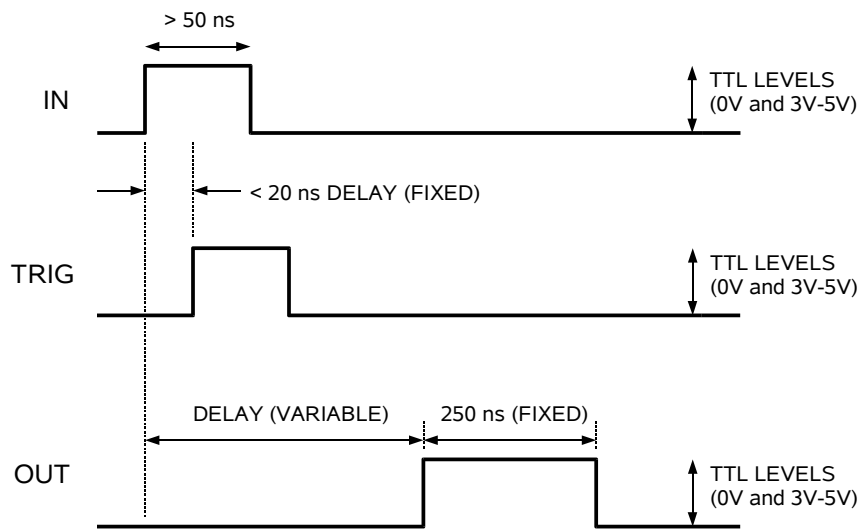 > 50 ns
IN
TTL LEVELS
(0V and 3V-5V)
< 20 ns DELAY (FIXED)
TRIG
TTL LEVELS
(0V and 3V-5V)
DELAY (VARIABLE)
250 ns (FIXED)
OUT
TTL LEVELS
(0V and 3V-5V)